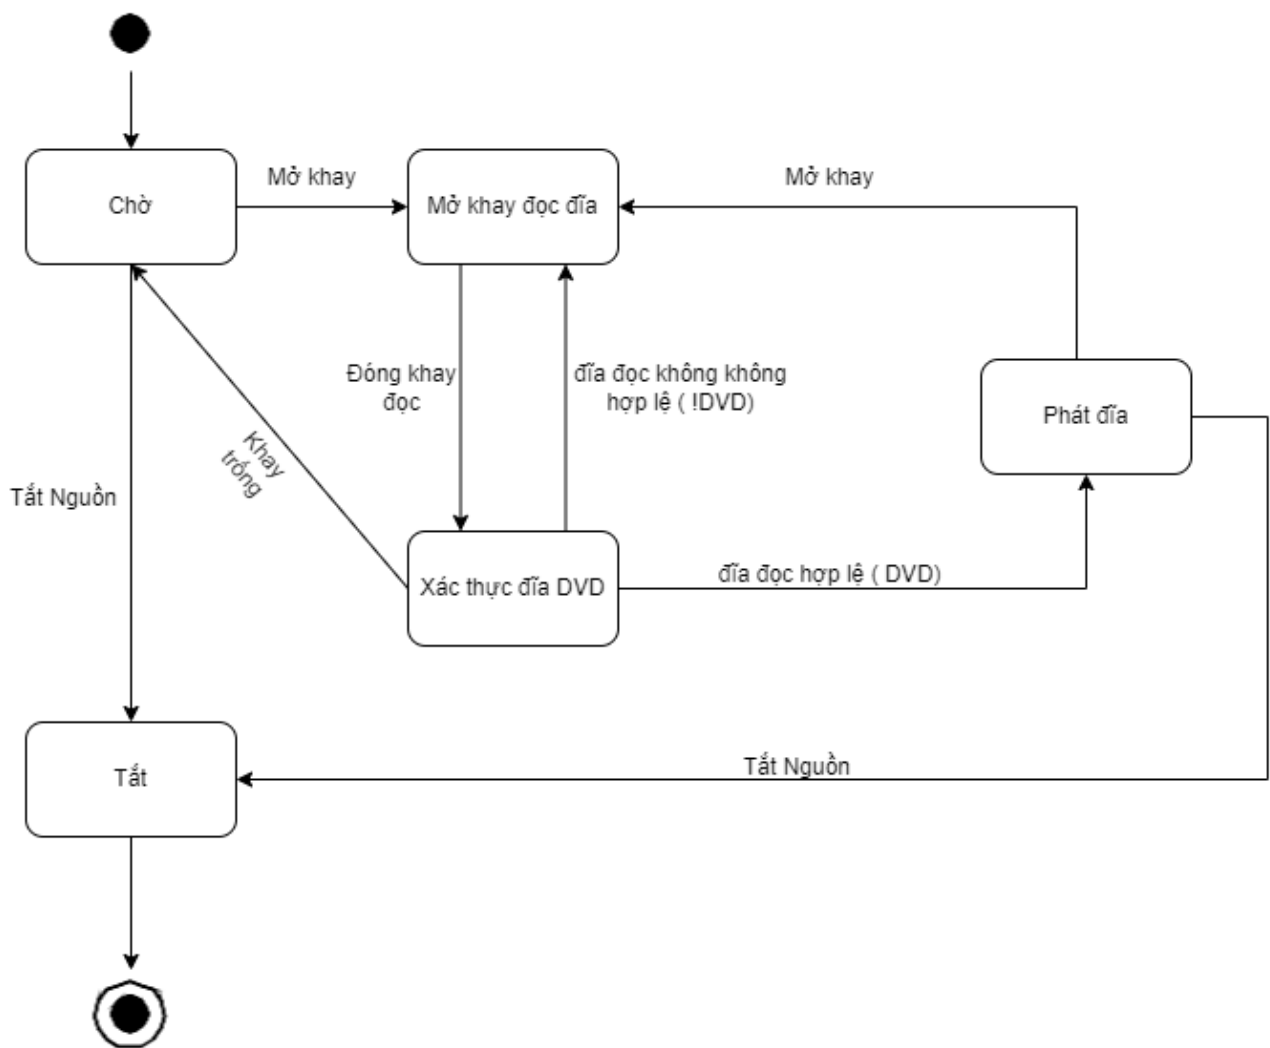 Chờ
Mở khay
Mở khay đọc đĩa
Mở khay
Đóng khay
đọc
đĩa đọc không không
hợp lệ ( !DVD)
Phát đĩa
Khay
trống
Tắt Nguồn
Xác thực đĩa DVD
đĩa đọc hợp lệ ( DVD)
Tắt
Tắt Nguồn